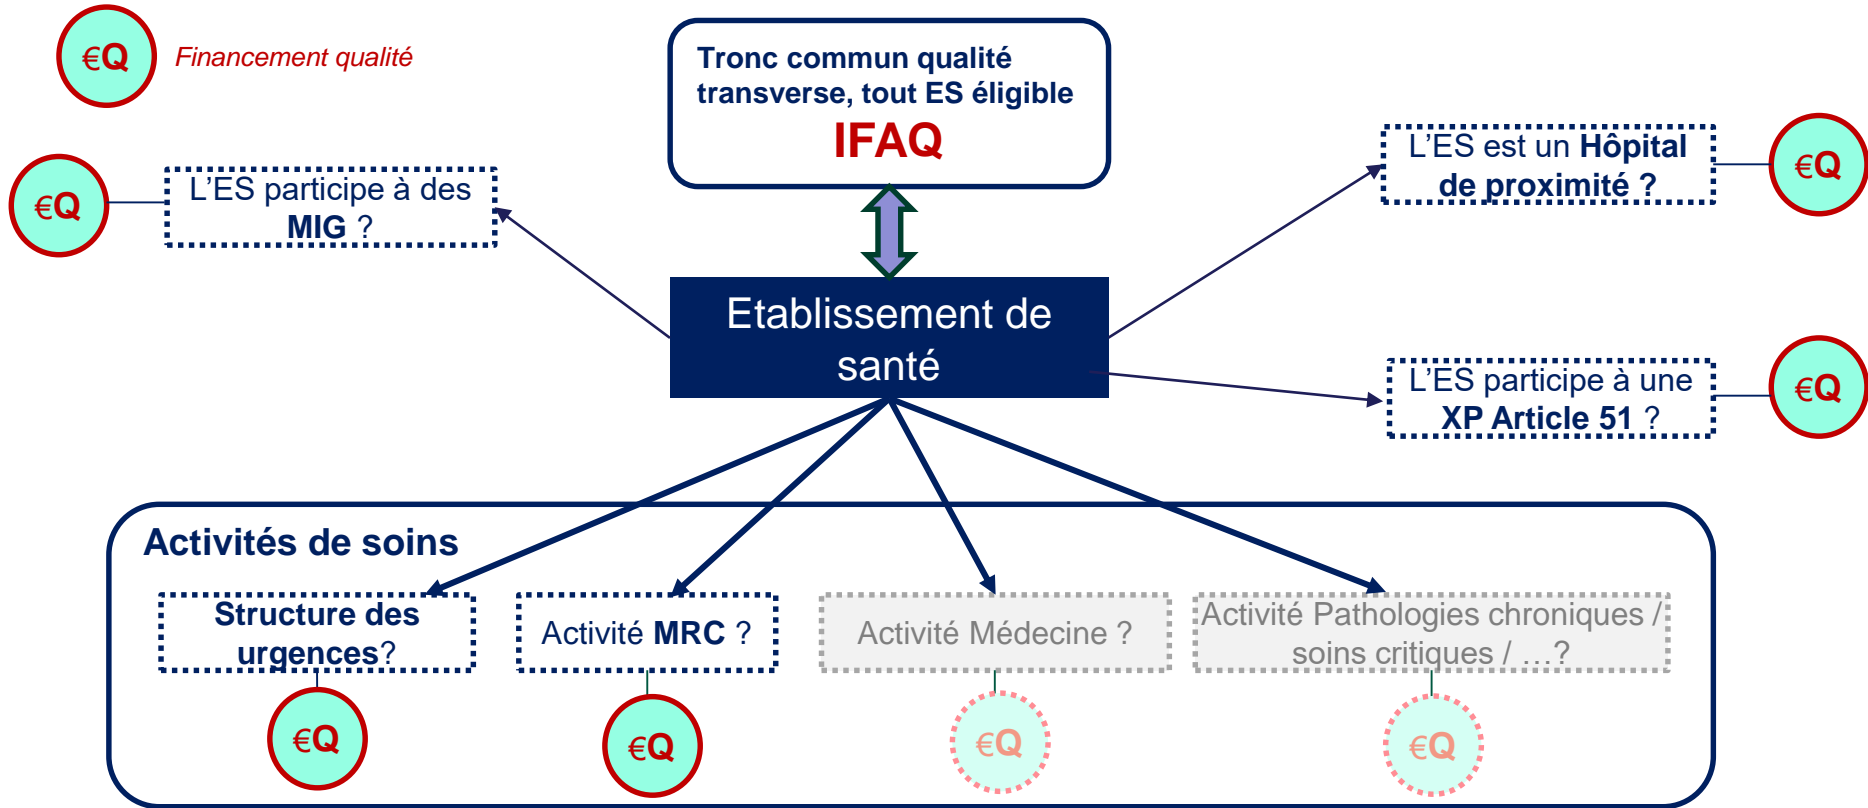 €Q
Financement qualité
Tronc commun qualité
transverse, tout ES éligible
IFAQ
€Q
L’ES participe à des
MIG ?
L’ES est un Hôpital
de proximité ?
€Q
Etablissement de
santé
L’ES participe à une
XP Article 51 ?
€Q
Activités de soins
Structure des
urgences?
Activité MRC ?
Activité Médecine ?
Activité Pathologies chroniques /
soins critiques / …?
€Q
€Q
€Q
€Q